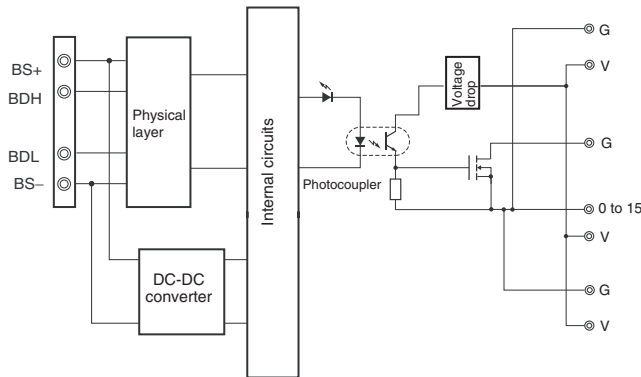 BS+
BDH
BDL
BS–
Physical
layer
DC-DC
converter
Internal circuits
Photocoupler
Voltage
drop
G
V
G
0 to 15
V
G
V